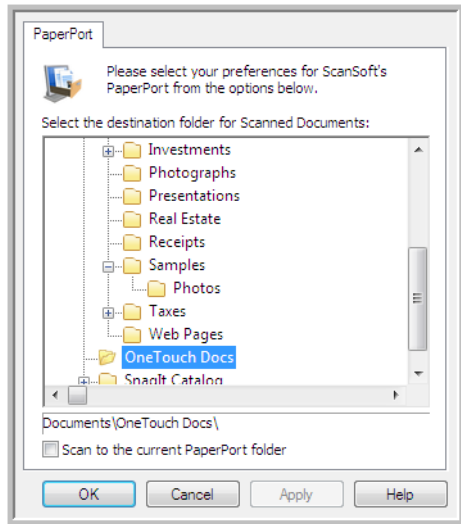 PaperPort
Please select your preferences for ScanSoft's
PaperPort from the options below.
Select the destination folder for Scanned Documents:
Investments
Photographs
Presentations
Real Estate
Receipts
Samples
Photos
Taxes
Web Pages
OneTouch Docs
SnagIt Catalog
Documents\OneTouch Docs\
Scan to the current PaperPort folder
OK Cancel Apply Help